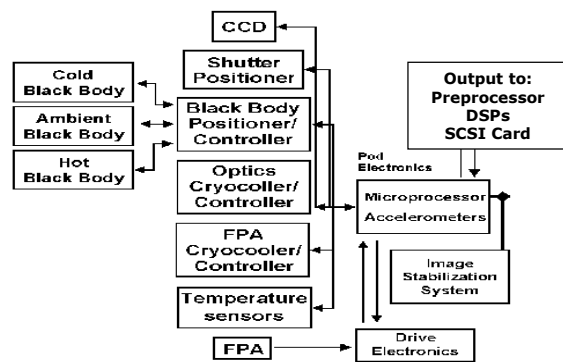 CCD
Shutter
Positioner
Cold
Black Body
Ambient
Black Body
Hot
Black Body
Black Body
Positioner/
Controller
Optics
Cryocoller/
Controller
FPA
Cryocooler/
Controller
Temperature
sensors
FPA
Output to:
Preprocessor
DSPs
SCSI Card
Pod
Electronics
Microprocessor
Accelerometers
Image
Stabilization
System
Drive
Electronics